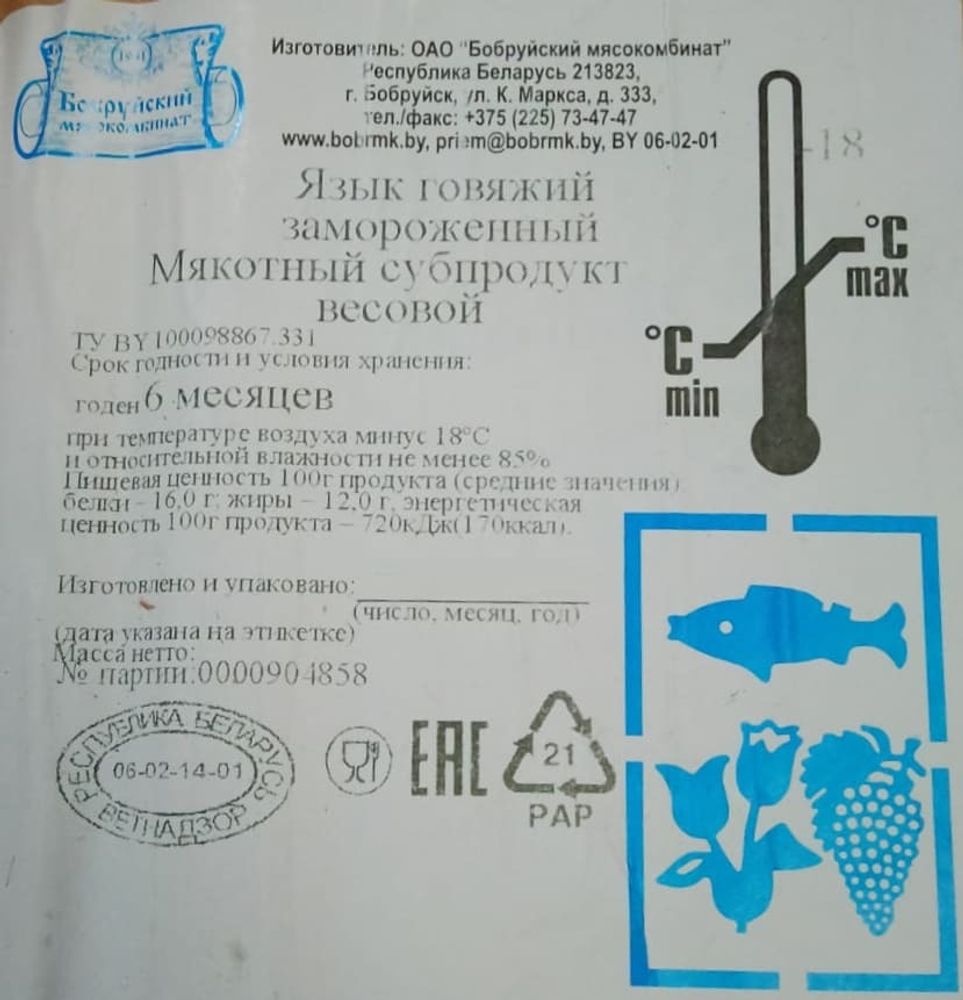 Бобруйский
мясокомбинат
Изготовитель: ОАО "Бобруйский мясокомбинат"
Республика Беларусь 213823,
г. Бобруйск, ул. К. Маркса, д. 333,
тел./факс: +375 (225) 73-47-47
www.bobrmk.by, priem@bobrmk.by, BY 06-02-01
-18
Язык говяжий
замороженный
Мякотный субпродукт
весовой
°C
max
°C
min
ТУ BY 100098867.331
Срок годности и условия хранения:
годен 6 месяцев
при температуре воздуха минус 18°С
и относительной влажности не менее 85%
Пищевая ценность 100г продукта (средние значения)
белки - 16,0 г; жиры – 12,0 г, энергетическая
ценность 100г продукта – 720кДж(170ккал).
Изготовлено и упаковано:
(число, месяц, год)
(дата указана на этикетке)
Масса нетто:
№ партии:0000904858
РЕСПУБЛИКА БЕЛАРУСЬ
06-02-14-01
ВЕТНАДЗОР
EAC
21
PAP